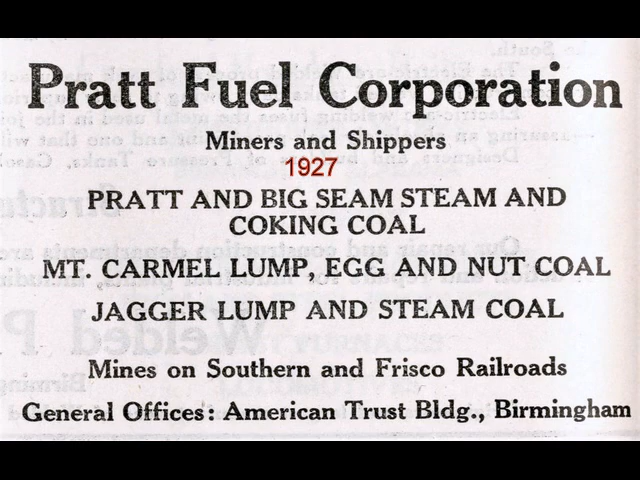 Pratt Fuel Corporation
Miners and Shippers
1927
PRATT AND BIG SEAM STEAM AND
COKING COAL
MT. CARMEL LUMP, EGG AND NUT COAL
JAGGER LUMP AND STEAM COAL
Mines on Southern and Frisco Railroads
General Offices: American Trust Bldg., Birmingham